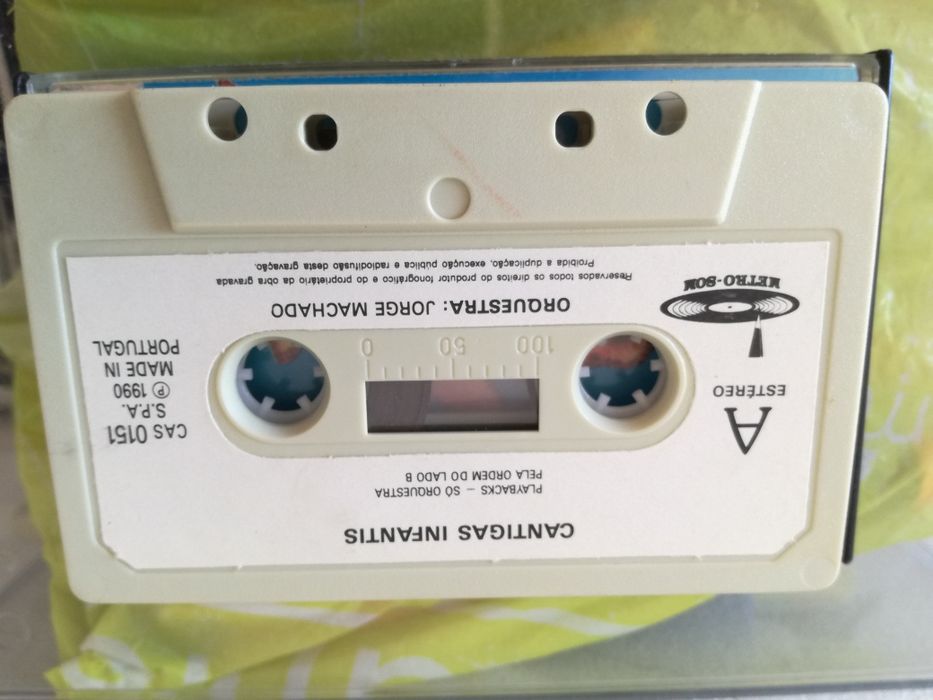 CANTIGAS INFANTIS
PLAYBACKS – SÓ ORQUESTRA
PELA ORDEM DO LADO B
A
ESTÉREO
METRO-SOM
100 50 0
CAS 0151
S.P.A.
Ⓟ 1990
MADE IN
PORTUGAL
ORQUESTRA: JORGE MACHADO
Reservados todos os direitos do produtor fonográfico e do proprietário da obra gravada
Proibida a duplicação, execução pública e radiodifusão desta gravação.